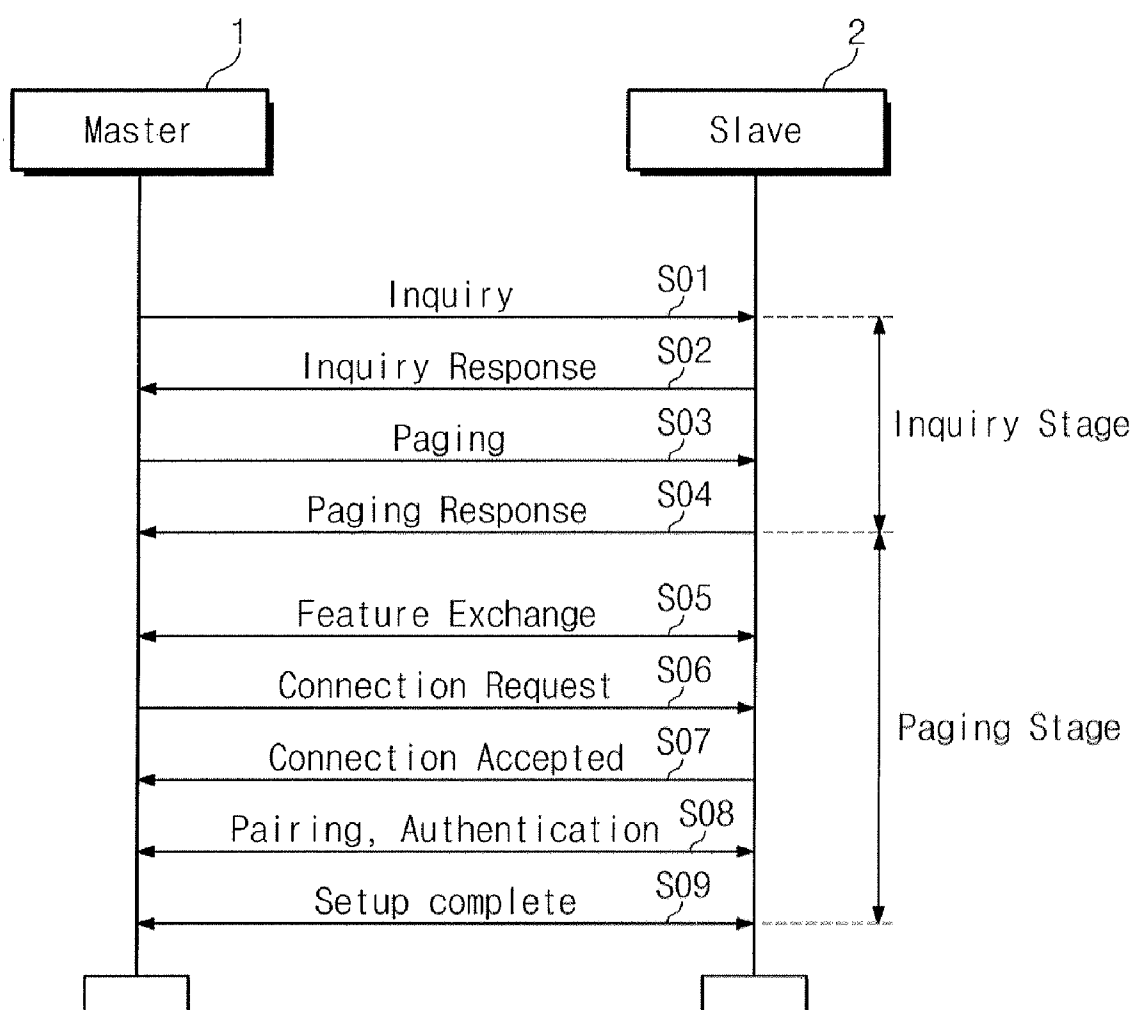 1
2
Master
Slave
Inquiry
S01
Inquiry Response
S02
Paging
S03
Inquiry Stage
Paging Response
S04
Feature Exchange
S05
Connection Request
S06
Paging Stage
Connection Accepted
S07
Pairing, Authentication
S08
Setup complete
S09